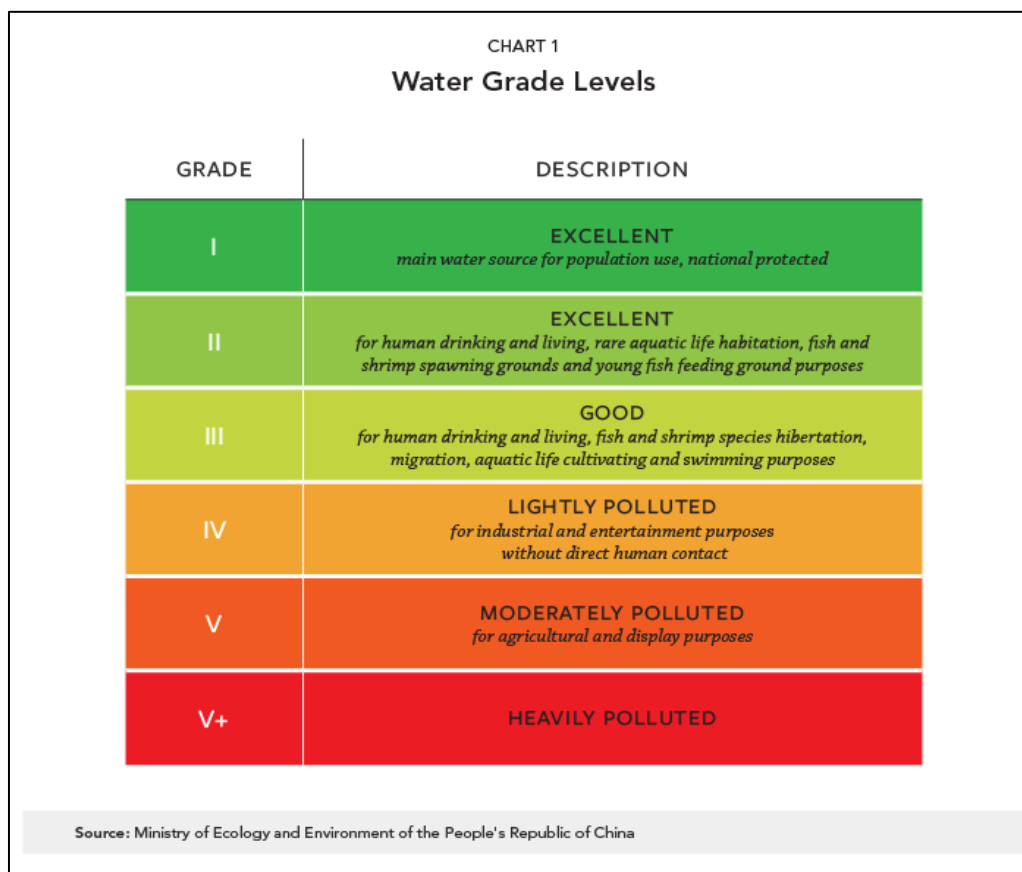 CHART 1
Water Grade Levels
GRADE DESCRIPTION
I
EXCELLENT
main water source for population use, national protected
II
EXCELLENT
for human drinking and living, rare aquatic life habitation, fish and
shrimp spawning grounds and young fish feeding ground purposes
III
GOOD
for human drinking and living, fish and shrimp species hibertation,
migration, aquatic life cultivating and swimming purposes
IV
LIGHTLY POLLUTED
for industrial and entertainment purposes
without direct human contact
V
MODERATELY POLLUTED
for agricultural and display purposes
V+
HEAVILY POLLUTED
Source: Ministry of Ecology and Environment of the People's Republic of China